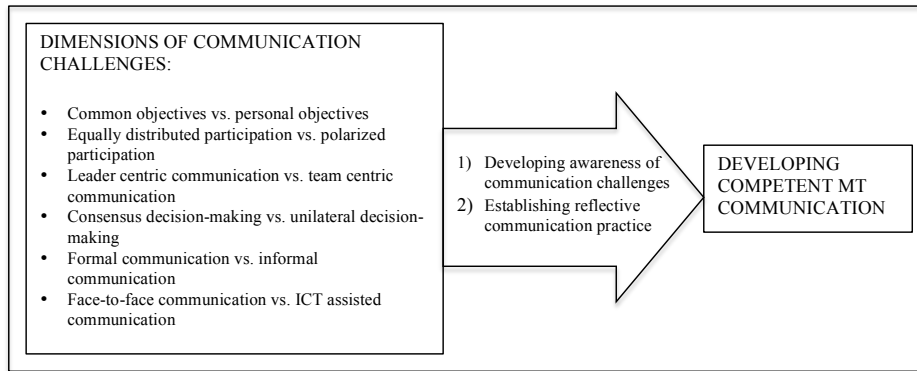 DIMENSIONS OF COMMUNICATION
CHALLENGES:
• Common objectives vs. personal objectives
• Equally distributed participation vs. polarized
participation
• Leader centric communication vs. team centric
communication
• Consensus decision-making vs. unilateral decision-
making
• Formal communication vs. informal
communication
• Face-to-face communication vs. ICT assisted
communication
1) Developing awareness of
communication challenges
2) Establishing reflective
communication practice
DEVELOPING
COMPETENT MT
COMMUNICATION